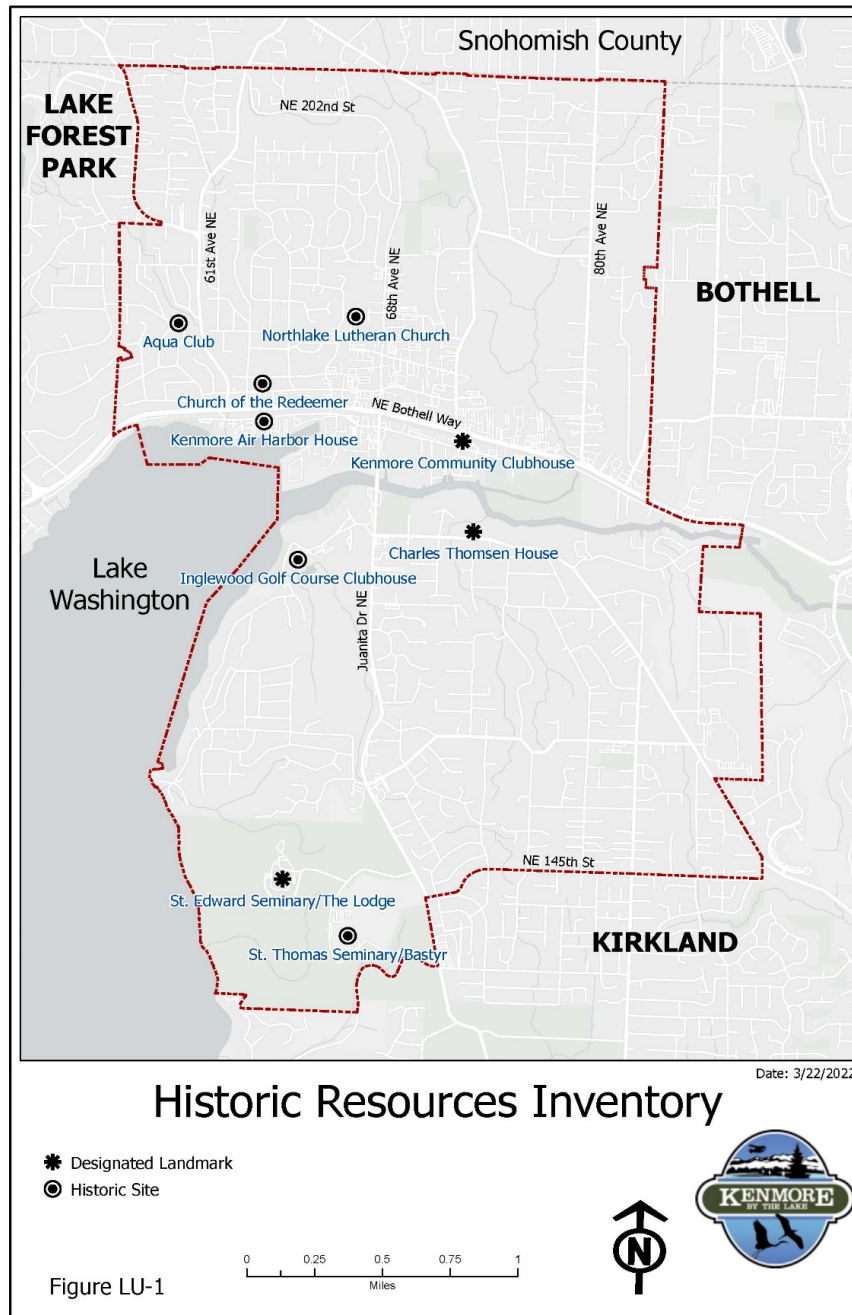 Snohomish County
LAKE
FOREST
PARK
NE 202nd St
61st Ave NE
68th Ave NE
80th Ave NE
BOTHELL
Aqua Club
Northlake Lutheran Church
Church of the Redeemer
NE Bothell Way
Kenmore Air Harbor House
Kenmore Community Clubhouse
Charles Thomsen House
Lake
Washington
Inglewood Golf Course Clubhouse
Juanita Dr NE
NE 145th St
St. Edward Seminary/The Lodge
KIRKLAND
St. Thomas Seminary/Bastyr
Date: 3/22/2022
Historic Resources Inventory
Designated Landmark
Historic Site
KENMORE
BY THE LAKE
N
0 0.25 0.5 0.75 1
Miles
Figure LU-1